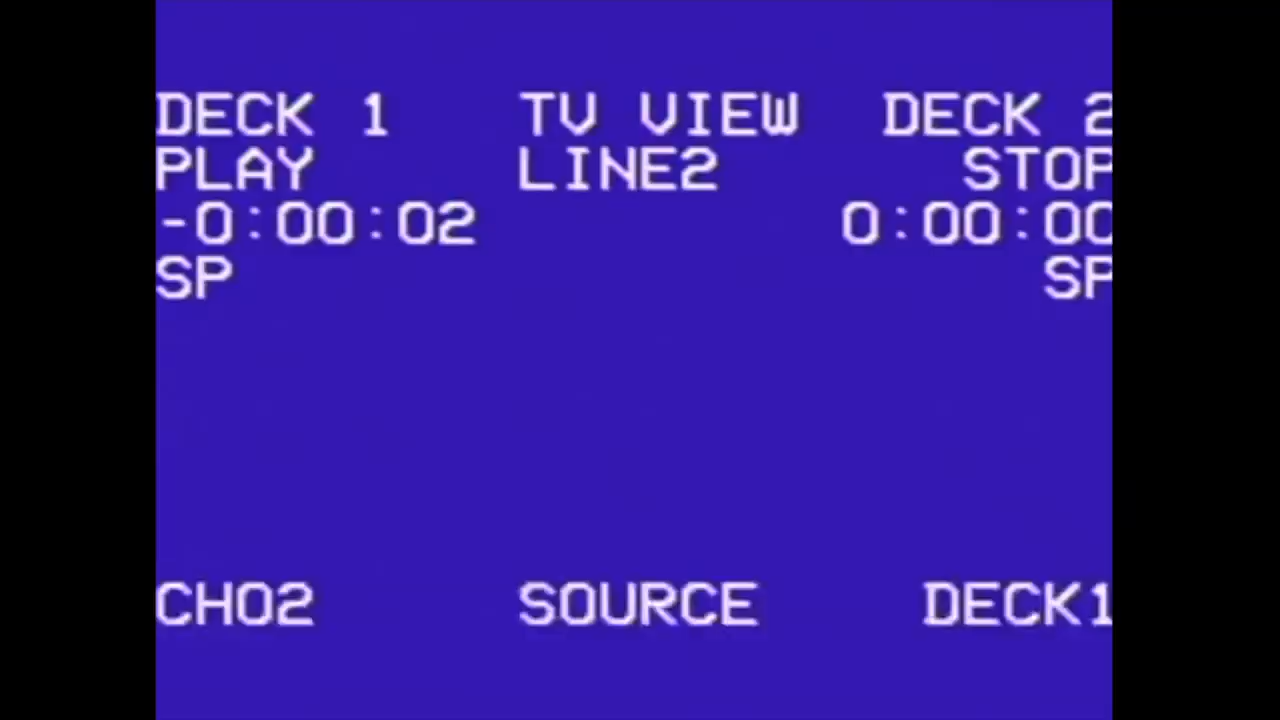 DECK 1 TV VIEW DECK 2
PLAY LINE2 STOP
-0:00:02 0:00:00
SP SP
CH02 SOURCE DECK1